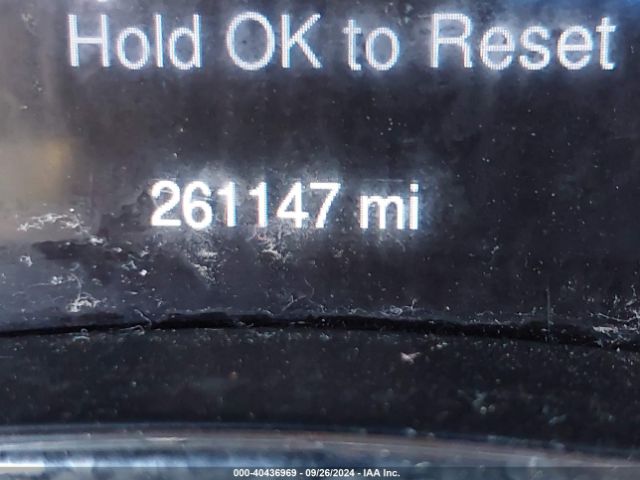 Hold OK to Reset
261147 mi
000-40436969 - 09/26/2024 - IAA Inc.